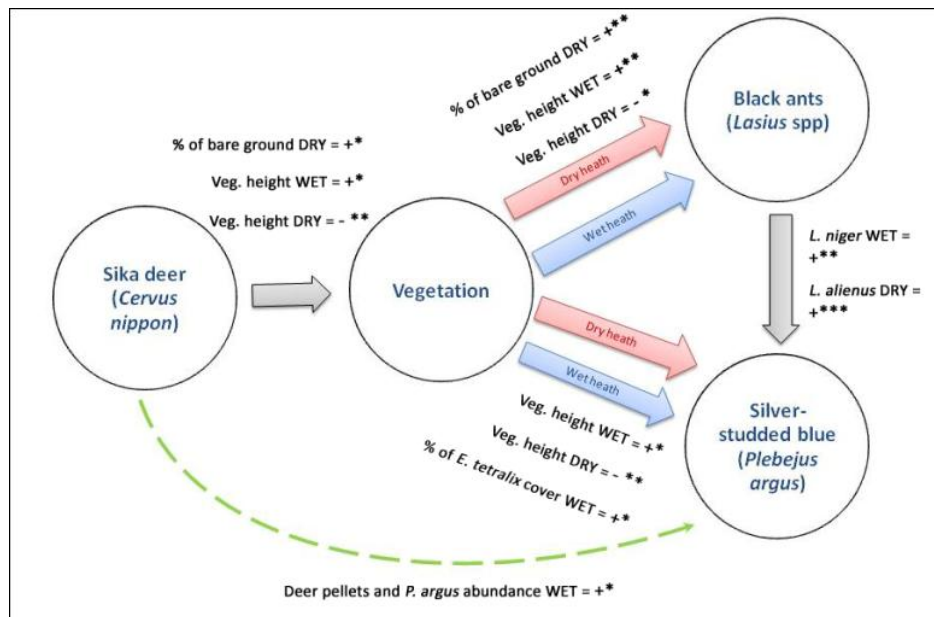 % of bare ground DRY = +*
Veg. height WET = +*
Veg. height DRY = - **
Sika deer
(Cervus
nippon)
Vegetation
% of bare ground DRY = +**
Veg. height WET = +**
Veg. height DRY = - *
Dry heath
Wet heath
Black ants
(Lasius spp)
L. niger WET =
+**
L. alienus DRY =
+***
Dry heath
Wet heath
Veg. height WET = +*
Veg. height DRY = - **
% of E. tetralix cover WET = +*
Silver-
studded blue
(Plebejus
argus)
Deer pellets and P. argus abundance WET = +*